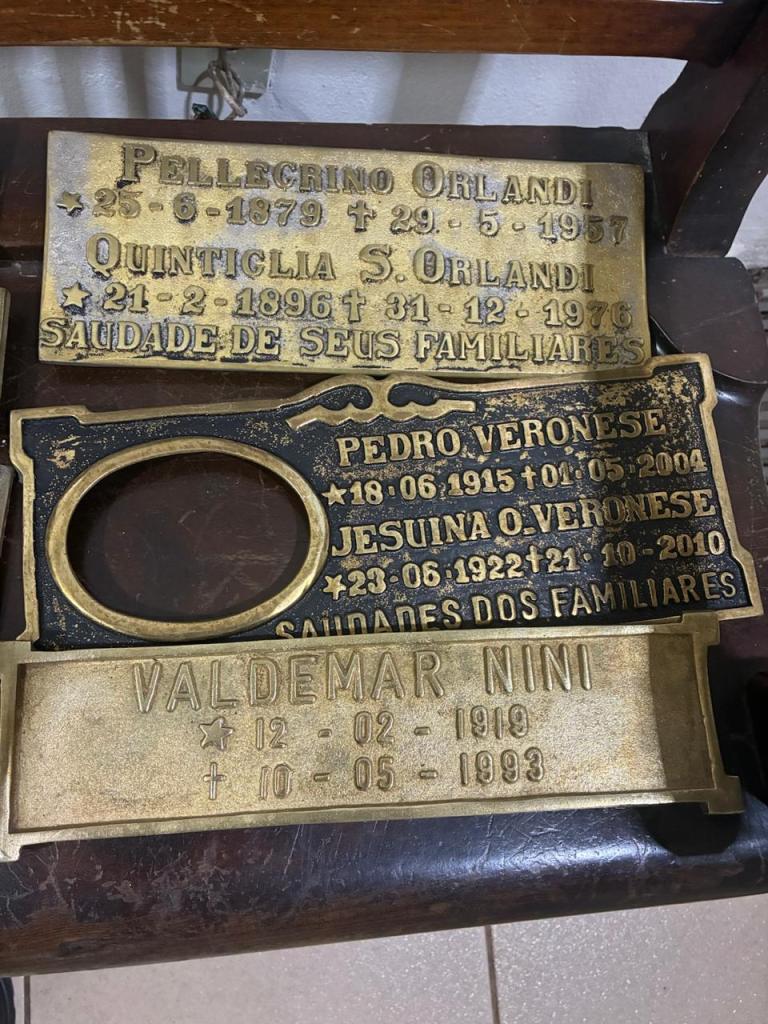 PELLEGRINO ORLANDI
★ 25-6-1879 ✝ 29-5-1957
QUINTIGLIA S. ORLANDI
★ 21-2-1896 ✝ 31-12-1976
SAUDADE DE SEUS FAMILIARES
PEDRO VERONESE
★18·06·1915 ✝01·05·2004
JESUINA O. VERONESE
★23·06·1922 ✝21·10-2010
SAUDADES DOS FAMILIARES
VALDEMAR NINI
★ 12 - 02 - 1919
✝ 10 - 05 - 1993